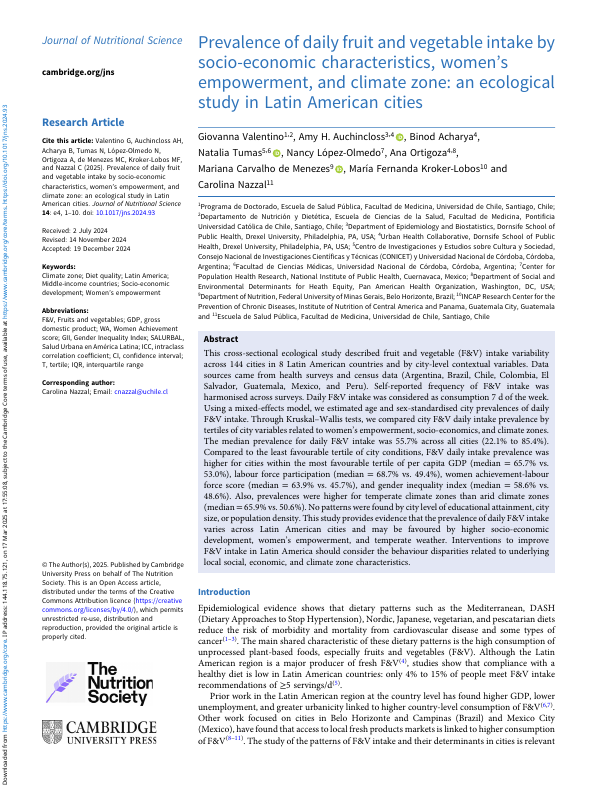 Journal of Nutritional Science
cambridge.org/jns
Research Article
Cite this article: Valentino G, Auchincloss AH,
Acharya B, Tumas N, López-Olmedo N,
Ortigoza A, de Menezes MC, Kroker-Lobos MF,
and Nazzal C (2025). Prevalence of daily fruit
and vegetable intake by socio-economic
characteristics, women's empowerment, and
climate zone: an ecological study in Latin
American cities. Journal of Nutritional Science
14: e4, 1–10. doi: 10.1017/jns.2024.93
Received: 2 July 2024
Revised: 14 November 2024
Accepted: 19 December 2024
Keywords:
Climate zone; Diet quality; Latin America;
Middle-income countries; Socio-economic
development; Women's empowerment
Abbreviations:
F&V, Fruits and vegetables; GDP, gross
domestic product; WA, Women Achievement
score; GII, Gender Inequality Index; SALURBAL,
Salud Urbana en América Latina; ICC, intraclass
correlation coefficient; CI, confidence interval;
T, tertile; IQR, interquartile range
Corresponding author:
Carolina Nazzal; Email: cnazzal@uchile.cl
© The Author(s), 2025. Published by Cambridge
University Press on behalf of The Nutrition
Society. This is an Open Access article,
distributed under the terms of the Creative
Commons Attribution licence (https://creative
commons.org/licenses/by/4.0/), which permits
unrestricted re-use, distribution and
reproduction, provided the original article is
properly cited.
The
Nutrition
Society
CAMBRIDGE
UNIVERSITY PRESS
Prevalence of daily fruit and vegetable intake by
socio-economic characteristics, women's
empowerment, and climate zone: an ecological
study in Latin American cities
Giovanna Valentino1,2, Amy H. Auchincloss3,4, Binod Acharya4,
Natalia Tumas5,6, Nancy López-Olmedo7, Ana Ortigoza4,8,
Mariana Carvalho de Menezes9, María Fernanda Kroker-Lobos10 and
Carolina Nazzal11
1Programa de Doctorado, Escuela de Salud Pública, Facultad de Medicina, Universidad de Chile, Santiago, Chile;
2Departamento de Nutrición y Dietética, Escuela de Ciencias de la Salud, Facultad de Medicina, Pontificia
Universidad Católica de Chile, Santiago, Chile; 3Department of Epidemiology and Biostatistics, Dornsife School of
Public Health, Drexel University, Philadelphia, PA, USA; 4Urban Health Collaborative, Dornsife School of Public
Health, Drexel University, Philadelphia, PA, USA; 5Centro de Investigaciones y Estudios sobre Cultura y Sociedad,
Consejo Nacional de Investigaciones Científicas y Técnicas (CONICET) y Universidad Nacional de Córdoba, Córdoba,
Argentina; 6Facultad de Ciencias Médicas, Universidad Nacional de Córdoba, Córdoba, Argentina; 7Center for
Population Health Research, National Institute of Public Health, Cuernavaca, Mexico; 8Department of Social and
Environmental Determinants for Heath Equity, Pan American Health Organization, Washington, DC, USA;
9Department of Nutrition, Federal University of Minas Gerais, Belo Horizonte, Brazil; 10INCAP Research Center for the
Prevention of Chronic Diseases, Institute of Nutrition of Central America and Panama, Guatemala City, Guatemala
and 11Escuela de Salud Pública, Facultad de Medicina, Universidad de Chile, Santiago, Chile
Abstract
This cross-sectional ecological study described fruit and vegetable (F&V) intake variability
across 144 cities in 8 Latin American countries and by city-level contextual variables. Data
sources came from health surveys and census data (Argentina, Brazil, Chile, Colombia, El
Salvador, Guatemala, Mexico, and Peru). Self-reported frequency of F&V intake was
harmonised across surveys. Daily F&V intake was considered as consumption 7 d of the week.
Using a mixed-effects model, we estimated age and sex-standardised city prevalences of daily
F&V intake. Through Kruskal–Wallis tests, we compared city F&V daily intake prevalence by
tertiles of city variables related to women's empowerment, socio-economics, and climate zones.
The median prevalence for daily F&V intake was 55.7% across all cities (22.1% to 85.4%).
Compared to the least favourable tertile of city conditions, F&V daily intake prevalence was
higher for cities within the most favourable tertile of per capita GDP (median = 65.7% vs.
53.0%), labour force participation (median = 68.7% vs. 49.4%), women achievement-labour
force score (median = 63.9% vs. 45.7%), and gender inequality index (median = 58.6% vs.
48.6%). Also, prevalences were higher for temperate climate zones than arid climate zones
(median = 65.9% vs. 50.6%). No patterns were found by city level of educational attainment, city
size, or population density. This study provides evidence that the prevalence of daily F&V intake
varies across Latin American cities and may be favoured by higher socio-economic
development, women's empowerment, and temperate weather. Interventions to improve
F&V intake in Latin America should consider the behaviour disparities related to underlying
local social, economic, and climate zone characteristics.
Introduction
Epidemiological evidence shows that dietary patterns such as the Mediterranean, DASH
(Dietary Approaches to Stop Hypertension), Nordic, Japanese, vegetarian, and pescatarian diets
reduce the risk of morbidity and mortality from cardiovascular disease and some types of
cancer(1–3). The main shared characteristic of these dietary patterns is the high consumption of
unprocessed plant-based foods, especially fruits and vegetables (F&V). Although the Latin
American region is a major producer of fresh F&V(4), studies show that compliance with a
healthy diet is low in Latin American countries: only 4% to 15% of people meet F&V intake
recommendations of ≥5 servings/d(5).
Prior work in the Latin American region at the country level has found higher GDP, lower
unemployment, and greater urbanicity linked to higher country-level consumption of F&V(6,7).
Other work focused on cities in Belo Horizonte and Campinas (Brazil) and Mexico City
(Mexico), have found that access to local fresh products markets is linked to higher consumption
of F&V(8–11). The study of the patterns of F&V intake and their determinants in cities is relevant
Downloaded from https://www.cambridge.org/core. IP address: 144.118.75.121, on 17 Mar 2025 at 17:55:08, subject to the Cambridge Core terms of use, available at https://www.cambridge.org/core/terms. https://doi.org/10.1017/jns.2024.93